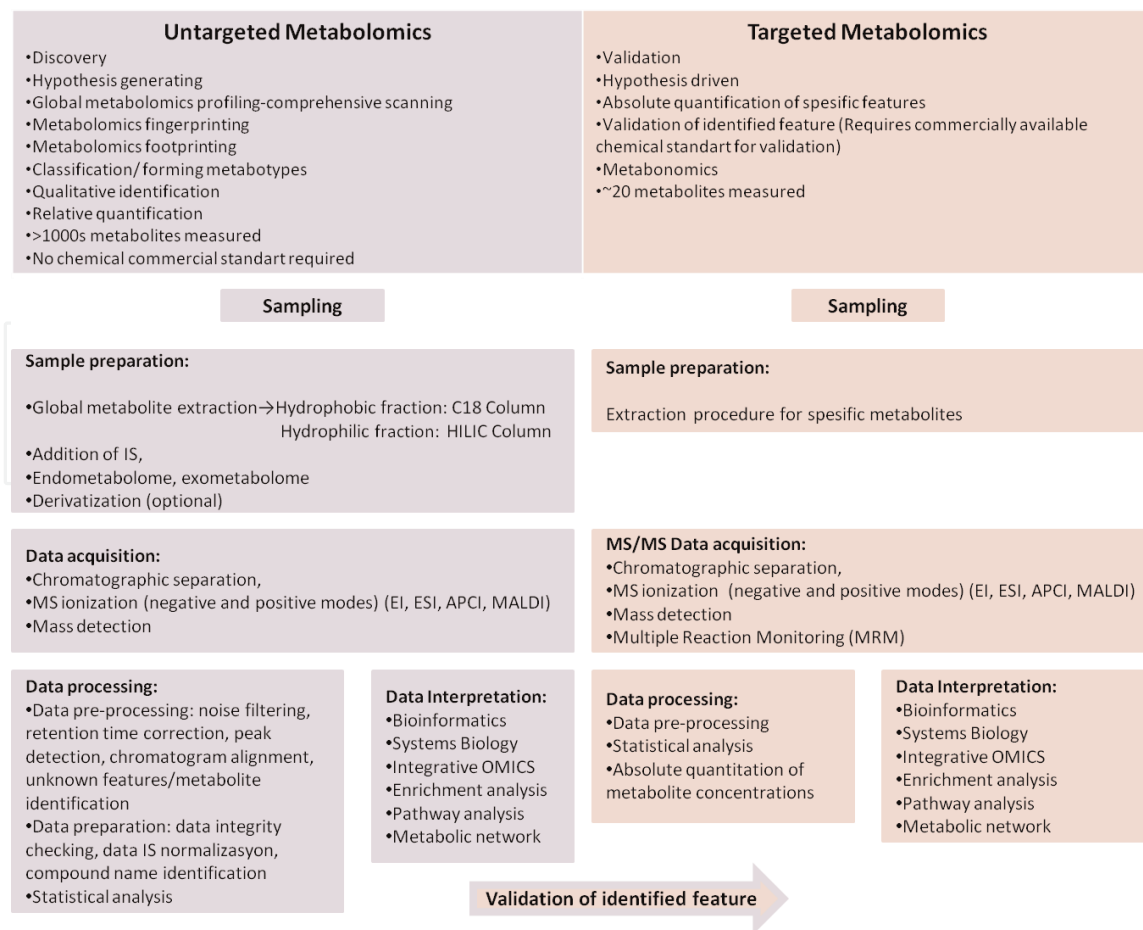 Untargeted Metabolomics
•Discovery
•Hypothesis generating
•Global metabolomics profiling-comprehensive scanning
•Metabolomics fingerprinting
•Metabolomics footprinting
•Classification/ forming metabotypes
•Qualitative identification
•Relative quantification
•>1000s metabolites measured
•No chemical commercial standart required
Targeted Metabolomics
•Validation
•Hypothesis driven
•Absolute quantification of spesific features
•Validation of identified feature (Requires commercially available
chemical standart for validation)
•Metabonomics
•~20 metabolites measured
Sampling
Sampling
Sample preparation:
•Global metabolite extraction→Hydrophobic fraction: C18 Column
Hydrophilic fraction: HILIC Column
•Addition of IS,
•Endometabolome, exometabolome
•Derivatization (optional)
Sample preparation:
Extraction procedure for spesific metabolites
Data acquisition:
•Chromatographic separation,
•MS ionization (negative and positive modes) (EI, ESI, APCI, MALDI)
•Mass detection
MS/MS Data acquisition:
•Chromatographic separation,
•MS ionization (negative and positive modes) (EI, ESI, APCI, MALDI)
•Mass detection
•Multiple Reaction Monitoring (MRM)
Data processing:
•Data pre-processing: noise filtering,
retention time correction, peak
detection, chromatogram alignment,
unknown features/metabolite
identification
•Data preparation: data integrity
checking, data IS normalizasyon,
compound name identification
•Statistical analysis
Data Interpretation:
•Bioinformatics
•Systems Biology
•Integrative OMICS
•Enrichment analysis
•Pathway analysis
•Metabolic network
Data processing:
•Data pre-processing
•Statistical analysis
•Absolute quantitation of
metabolite concentrations
Data Interpretation:
•Bioinformatics
•Systems Biology
•Integrative OMICS
•Enrichment analysis
•Pathway analysis
•Metabolic network
Validation of identified feature